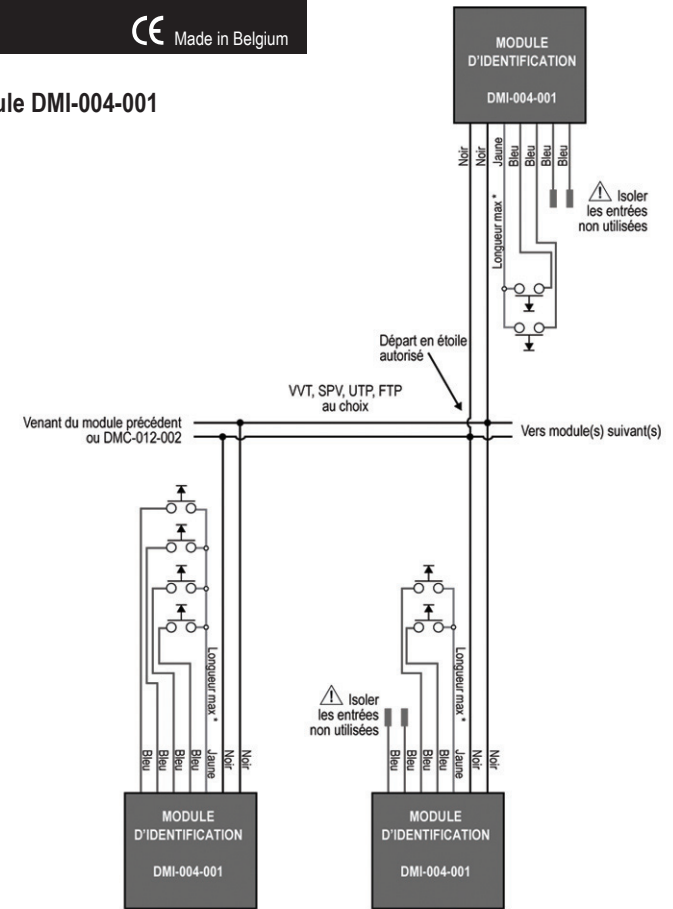 CE Made in Belgium
MODULE
D'IDENTIFICATION
DMI-004-001
ule DMI-004-001
Noir
Noir
Jaune
Bleu
Bleu
Bleu
Bleu
Longueur max *
⚠ Isoler
les entrées
non utilisées
Départ en étoile
autorisé
VVT, SPV, UTP, FTP
au choix
Venant du module précédent
ou DMC-012-002
Vers module(s) suivant(s)
Longueur max *
Bleu
Bleu
Bleu
Bleu
Jaune
Noir
Noir
MODULE
D'IDENTIFICATION
DMI-004-001
⚠ Isoler
les entrées
non utilisées
Longueur max *
Bleu
Bleu
Bleu
Bleu
Jaune
Noir
Noir
MODULE
D'IDENTIFICATION
DMI-004-001